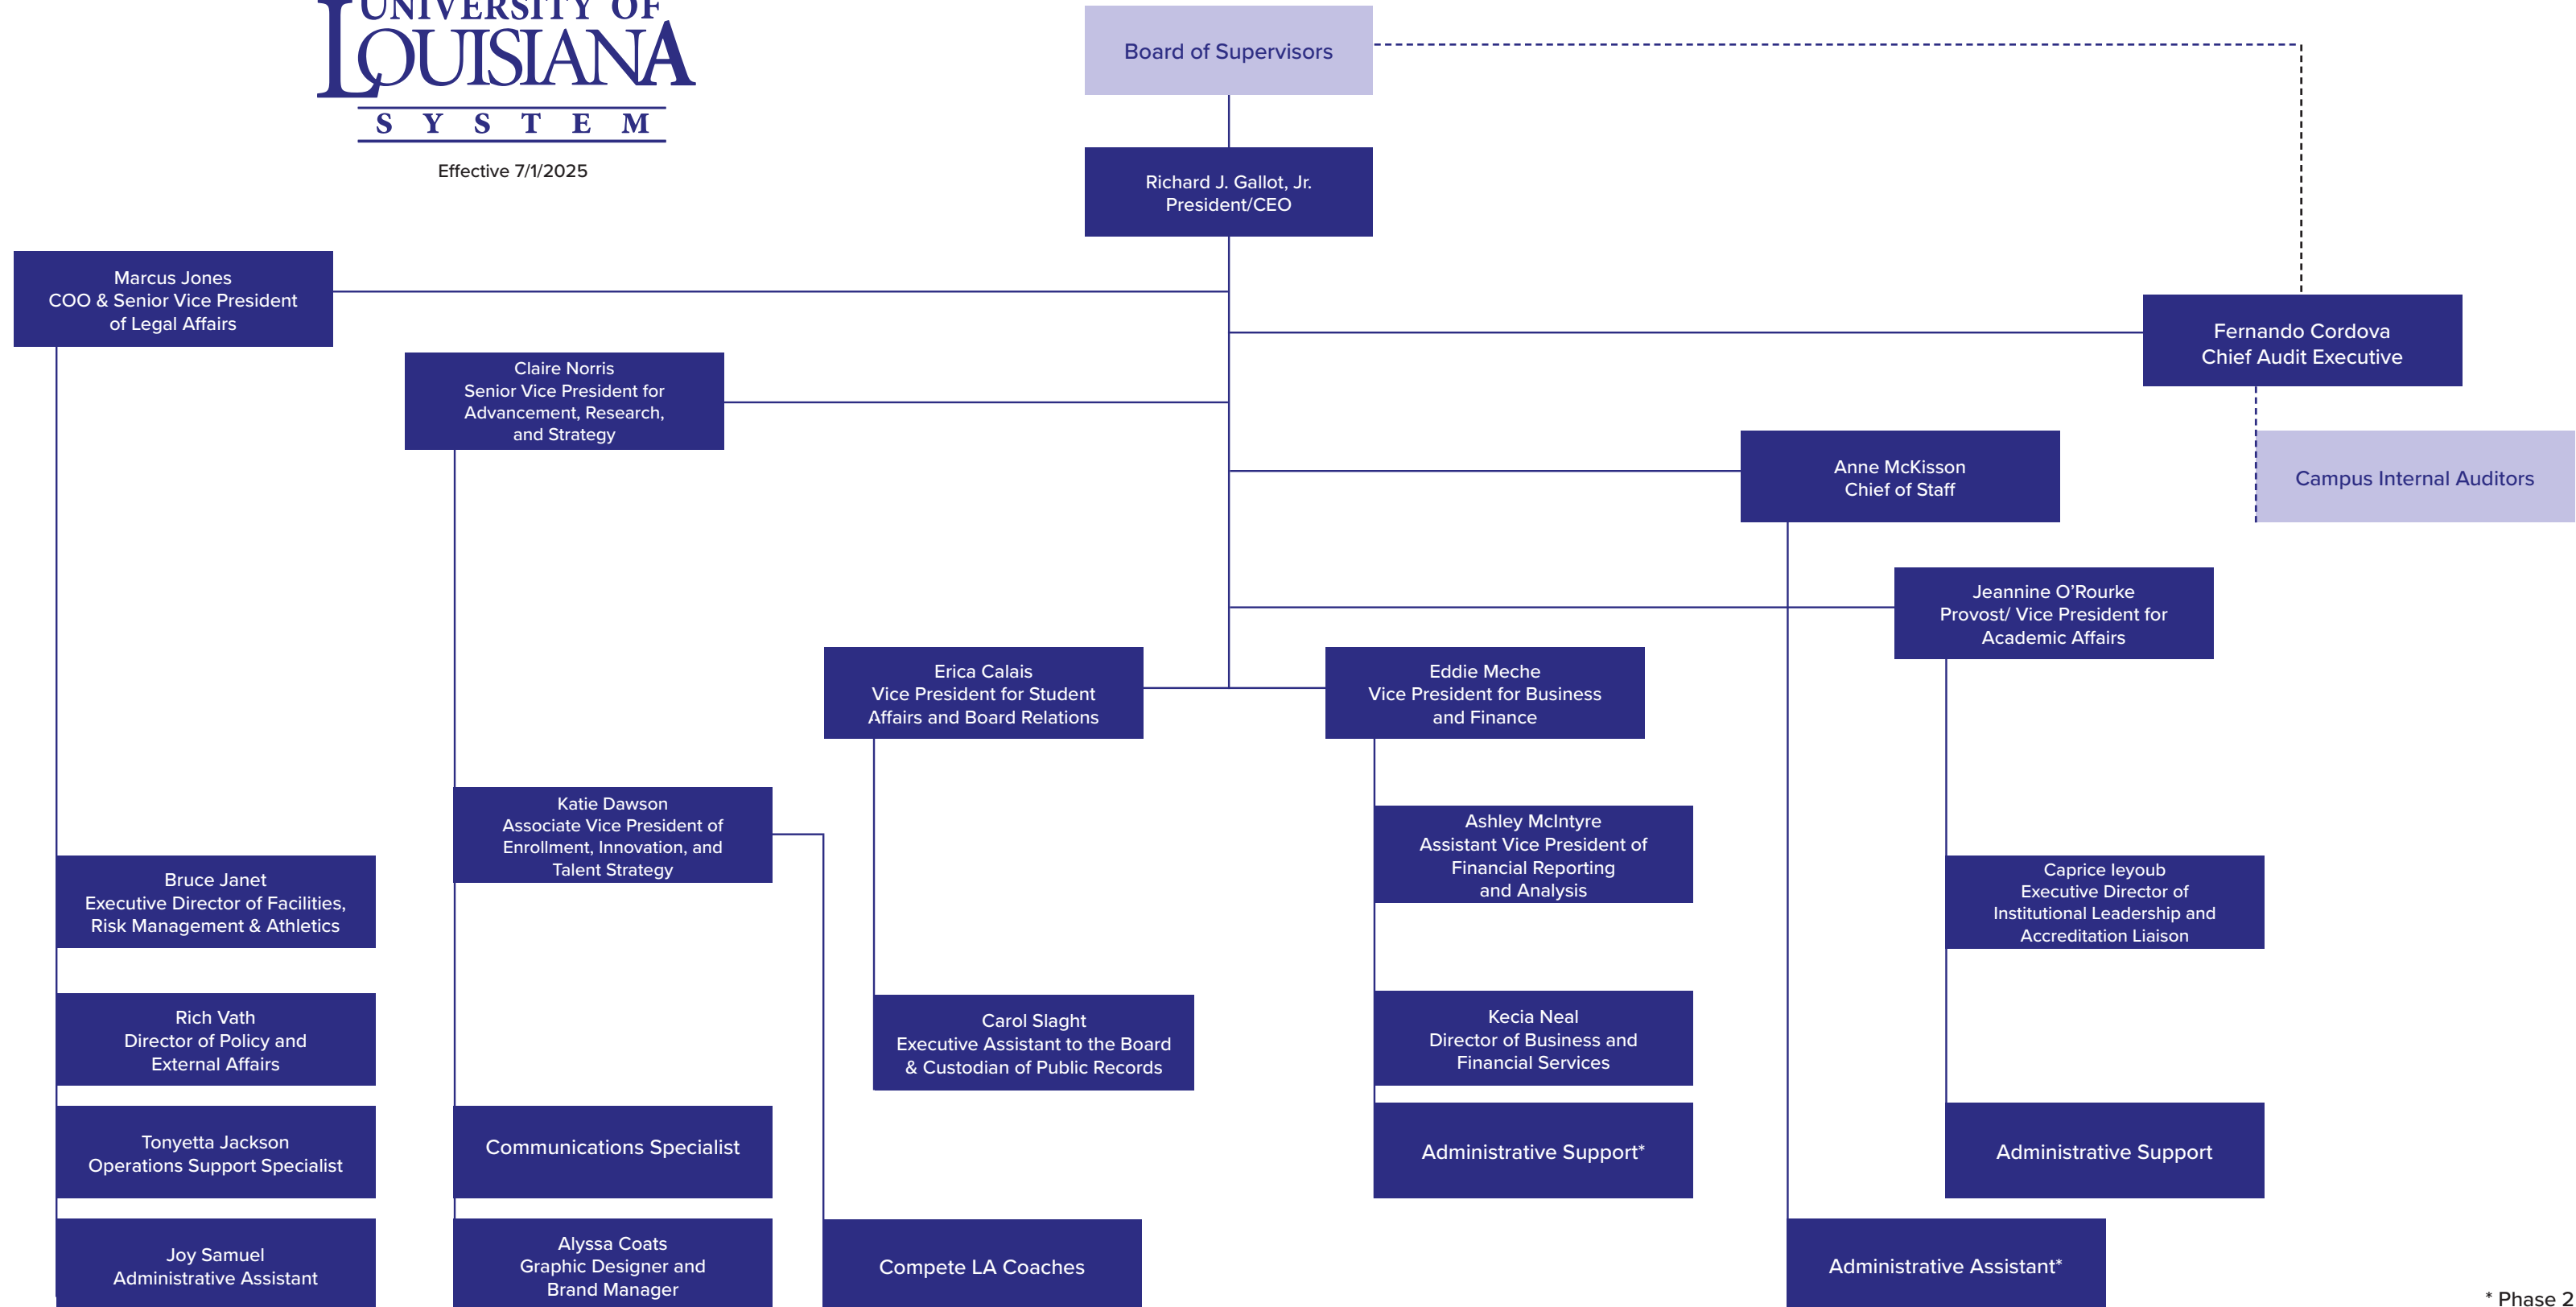 UNIVERSITY OF
LOUISIANA
SYSTEM
Effective 7/1/2025
Board of Supervisors
Richard J. Gallot, Jr.
President/CEO
Marcus Jones
COO & Senior Vice President
of Legal Affairs
Fernando Cordova
Chief Audit Executive
Claire Norris
Senior Vice President for
Advancement, Research,
and Strategy
Anne McKisson
Chief of Staff
Campus Internal Auditors
Jeannine O’Rourke
Provost/ Vice President for
Academic Affairs
Erica Calais
Vice President for Student
Affairs and Board Relations
Eddie Meche
Vice President for Business
and Finance
Katie Dawson
Associate Vice President of
Enrollment, Innovation, and
Talent Strategy
Ashley McIntyre
Assistant Vice President of
Financial Reporting
and Analysis
Bruce Janet
Executive Director of Facilities,
Risk Management & Athletics
Caprice Ieyoub
Executive Director of
Institutional Leadership and
Accreditation Liaison
Rich Vath
Director of Policy and
External Affairs
Carol Slaght
Executive Assistant to the Board
& Custodian of Public Records
Kecia Neal
Director of Business and
Financial Services
Tonyetta Jackson
Operations Support Specialist
Communications Specialist
Administrative Support*
Administrative Support
Joy Samuel
Administrative Assistant
Alyssa Coats
Graphic Designer and
Brand Manager
Compete LA Coaches
Administrative Assistant*
* Phase 2